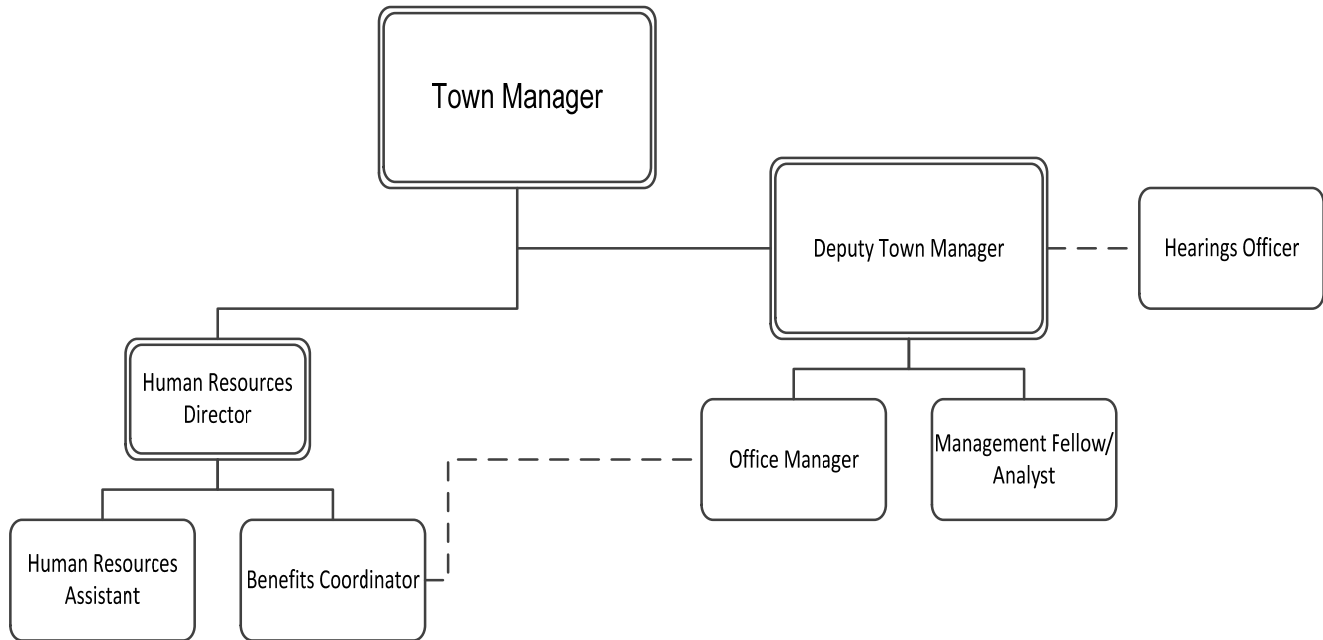 Town Manager
Deputy Town Manager
Hearings Officer
Human Resources
Director
Office Manager
Management Fellow/
Analyst
Human Resources
Assistant
Benefits Coordinator